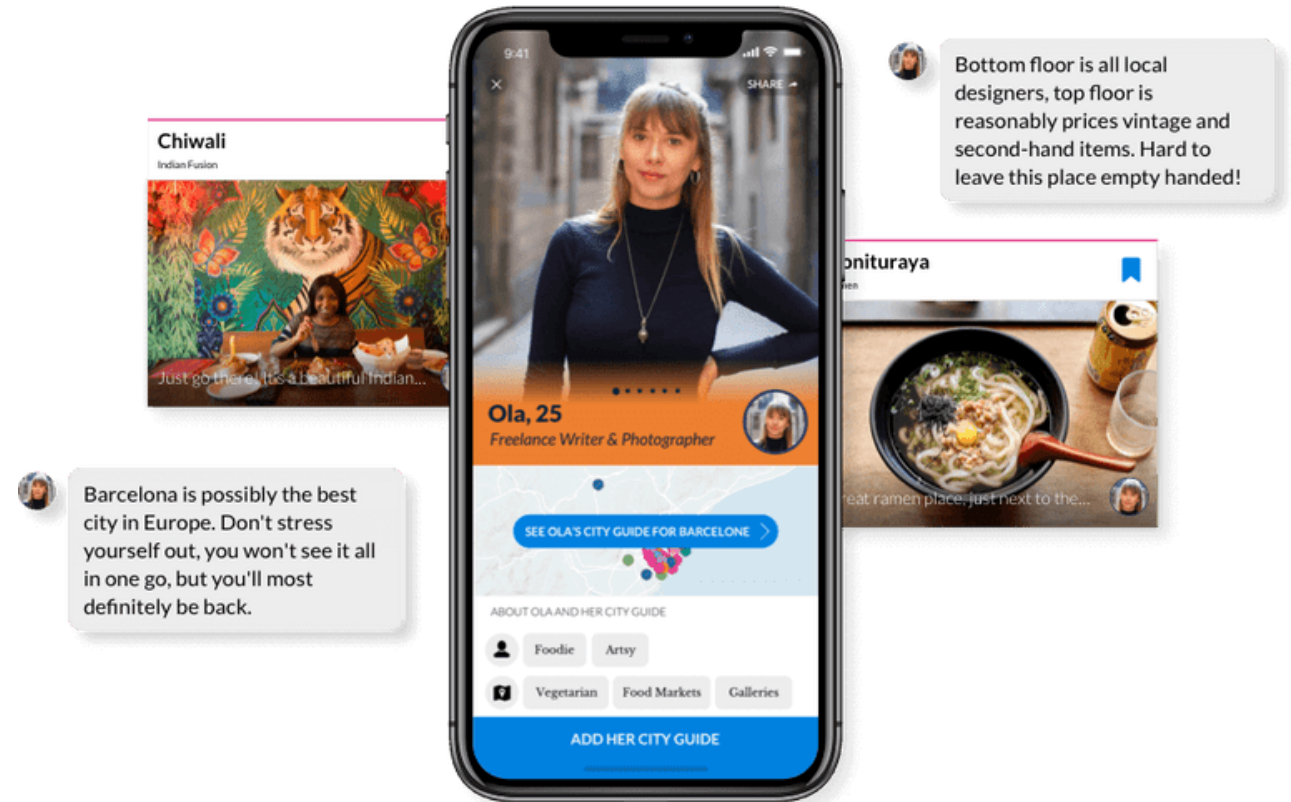 Chiwali
Indian Fusion
Just go there! It's a beautiful Indian...
Barcelona is possibly the best
city in Europe. Don't stress
yourself out, you won't see it all
in one go, but you'll most
definitely be back.
9:41
SHARE
Ola, 25
Freelance Writer & Photographer
SEE OLA'S CITY GUIDE FOR BARCELONE
ABOUT OLA AND HER CITY GUIDE
Foodie Artsy
Vegetarian Food Markets Galleries
ADD HER CITY GUIDE
Bottom floor is all local
designers, top floor is
reasonably prices vintage and
second-hand items. Hard to
leave this place empty handed!
onituraya
ramen place, just next to the...